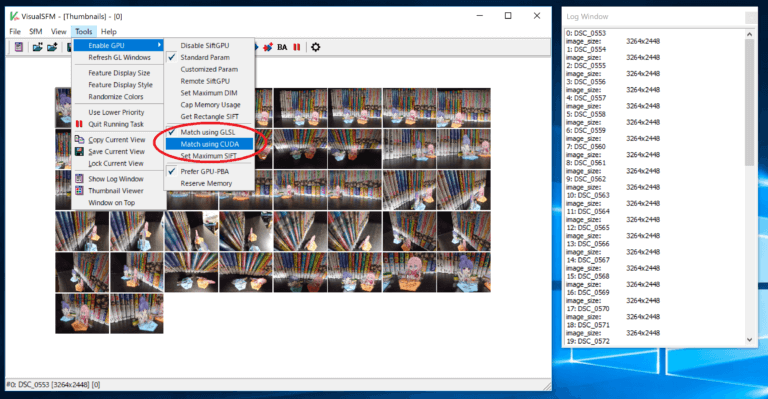 VisualSFM - [Thumbnails] - [0]
File SfM View Tools Help
BA
Enable GPU
Refresh GL Windows
Feature Display Size
Feature Display Style
Randomize Colors
Use Lower Priority
Quit Running Task
Copy Current View
Save Current View
Lock Current View
Show Log Window
Thumbnail Viewer
Window on Top
Disable SiftGPU
Standard Param
Customized Param
Remote SiftGPU
Set Maximum DIM
Cap Memory Usage
Get Rectangle SIFT
Match using GLSL
Match using CUDA
Set Maximum SIFT
Prefer GPU-PBA
Reserve Memory
#0: DSC_0553 [3264x2448] [0]
Log Window
0: DSC_0553
image_size: 3264x2448
1: DSC_0554
image_size: 3264x2448
2: DSC_0555
image_size: 3264x2448
3: DSC_0556
image_size: 3264x2448
4: DSC_0557
image_size: 3264x2448
5: DSC_0558
image_size: 3264x2448
6: DSC_0559
image_size: 3264x2448
7: DSC_0560
image_size: 3264x2448
8: DSC_0561
image_size: 3264x2448
9: DSC_0562
image_size: 3264x2448
10: DSC_0563
image_size: 3264x2448
11: DSC_0564
image_size: 3264x2448
12: DSC_0565
image_size: 3264x2448
13: DSC_0566
image_size: 3264x2448
14: DSC_0567
image_size: 3264x2448
15: DSC_0568
image_size: 3264x2448
16: DSC_0569
image_size: 3264x2448
17: DSC_0570
image_size: 3264x2448
18: DSC_0571
image_size: 3264x2448
19: DSC_0572